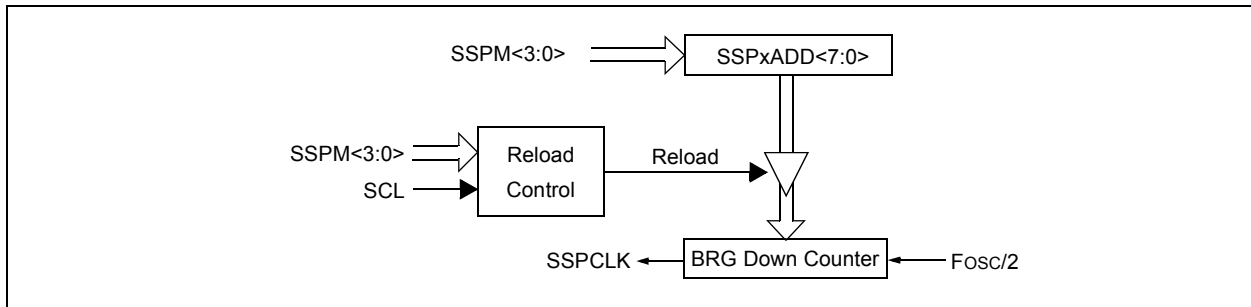 SSPM<3:0>
SSPxADD<7:0>
SSPM<3:0>
SCL
Reload
Control
Reload
SSPCLK
BRG Down Counter
FOSC/2